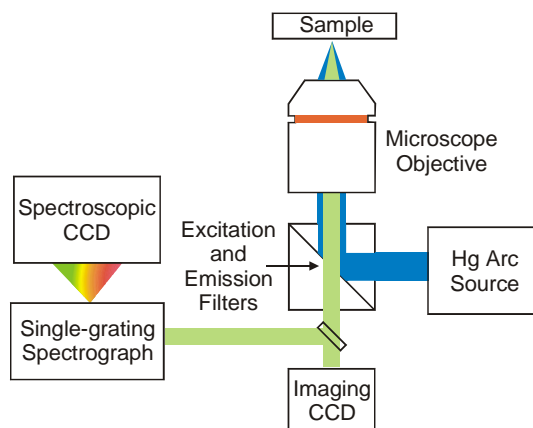 Sample
Microscope
Objective
Spectroscopic
CCD
Excitation
and
Emission
Filters
Hg Arc
Source
Single-grating
Spectrograph
Imaging
CCD